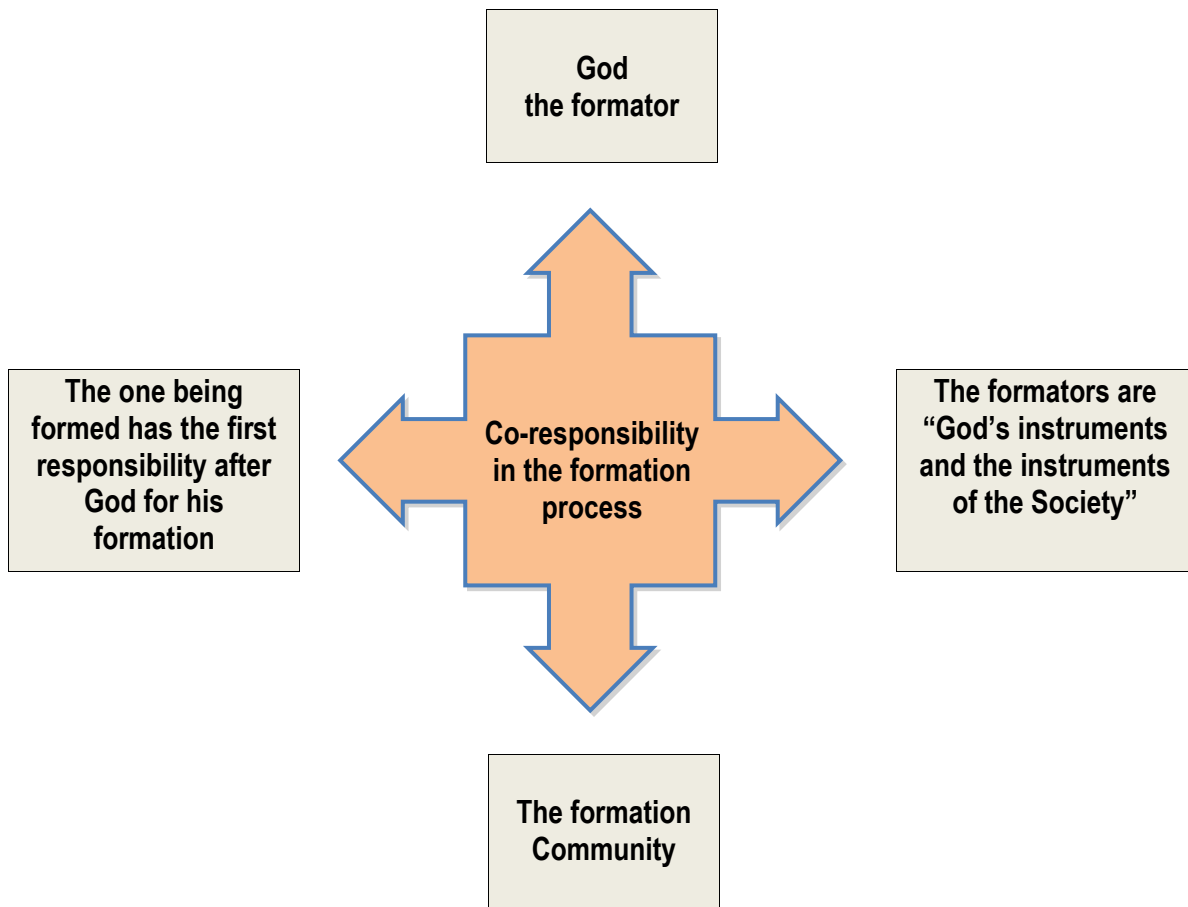 God
the formator
The one being
formed has the first
responsibility after
God for his
formation
Co-responsibility
in the formation
process
The formators are
“God’s instruments
and the instruments
of the Society”
The formation
Community